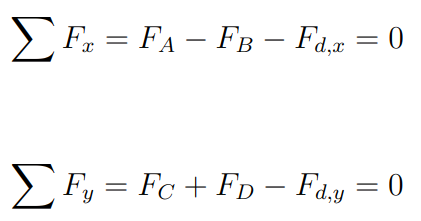 ∑ F_x = F_A − F_B − F_{d,x} = 0
∑ F_y = F_C + F_D − F_{d,y} = 0